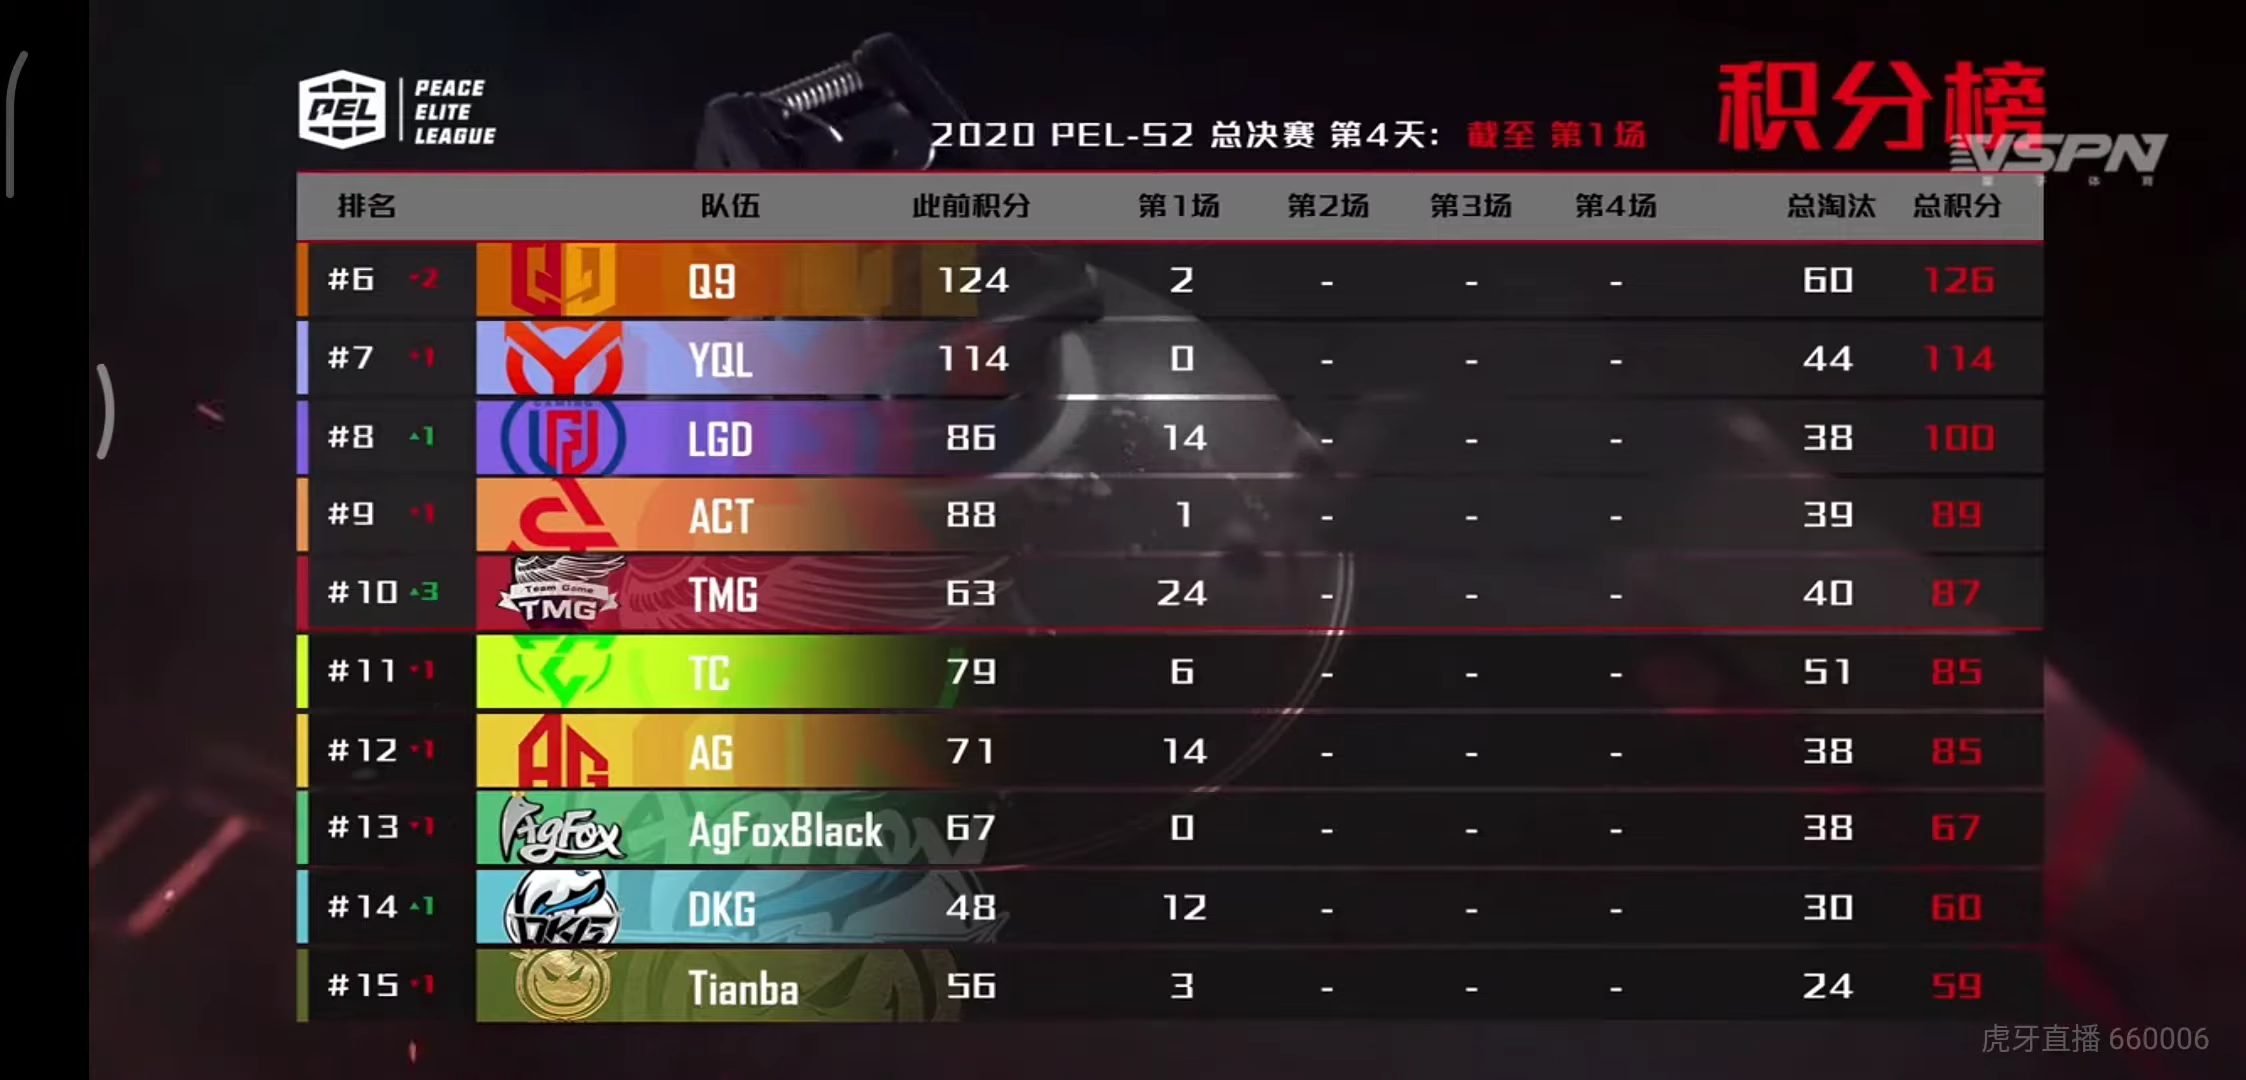 PEL
PEACE
ELITE
LEAGUE
2020 PEL-S2 总决赛 第4天: 截至 第1场
积分榜
VSPN
排名 队伍 此前积分 第1场 第2场 第3场 第4场 总淘汰 总积分
#6 2 Q9 124 2 - - - 60 126
#7 1 YQL 114 0 - - - 44 114
#8 1 LGD 86 14 - - - 38 100
#9 1 ACT 88 1 - - - 39 89
#10 3 Team Game TMG TMG 63 24 - - - 40 87
#11 1 TC 79 6 - - - 51 85
#12 1 AG AG 71 14 - - - 38 85
#13 1 AgFox AgFoxBlack 67 0 - - - 38 67
#14 1 DKG DKG 48 12 - - - 30 60
#15 1 Tianba 56 3 - - - 24 59
虎牙直播 660006